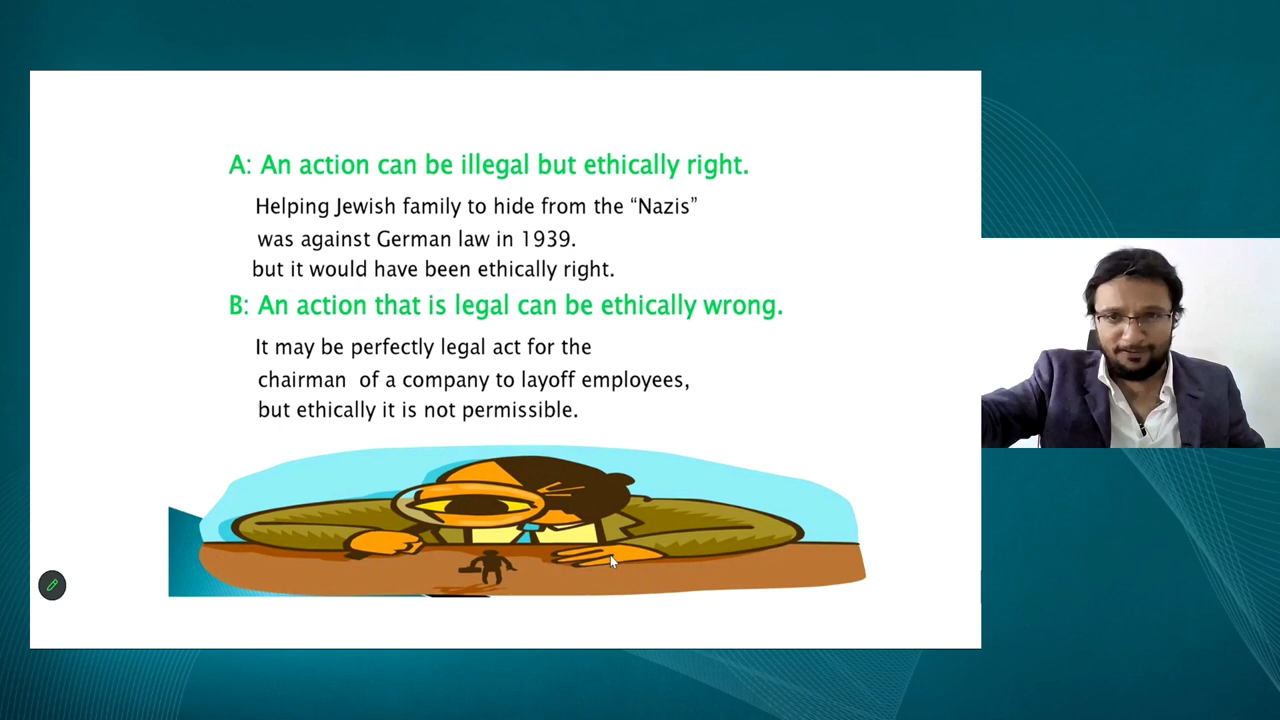 A: An action can be illegal but ethically right.
Helping Jewish family to hide from the “Nazis”
was against German law in 1939.
but it would have been ethically right.
B: An action that is legal can be ethically wrong.
It may be perfectly legal act for the
chairman of a company to layoff employees,
but ethically it is not permissible.